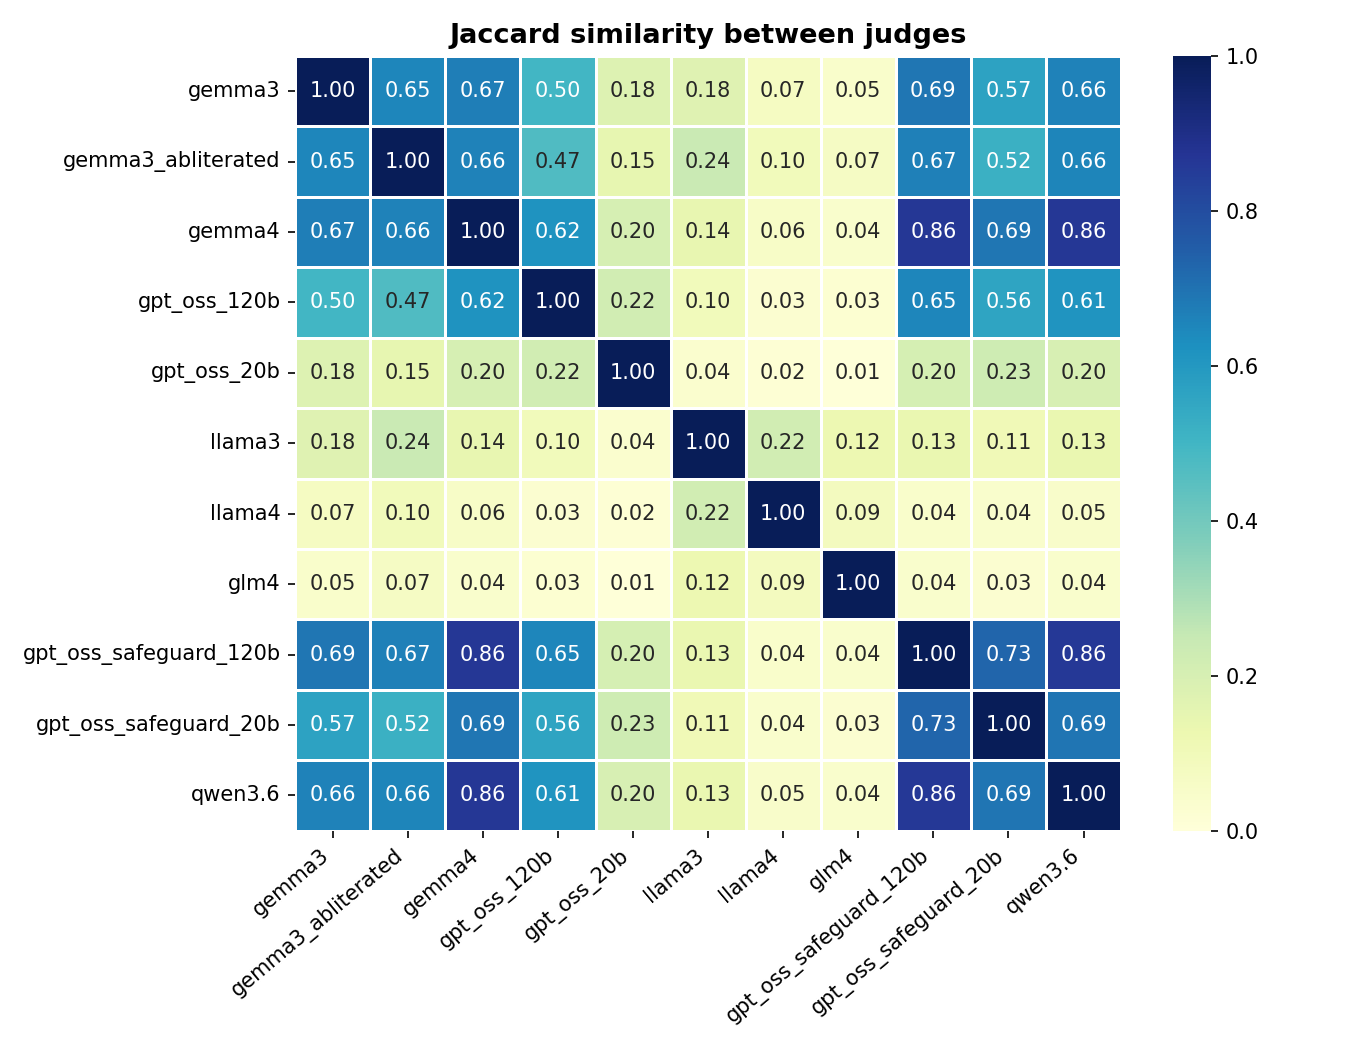 Jaccard similarity between judges
gemma3 1.00 0.65 0.67 0.50 0.18 0.18 0.07 0.05 0.69 0.57 0.66
gemma3_abliterated 0.65 1.00 0.66 0.47 0.15 0.24 0.10 0.07 0.67 0.52 0.66
gemma4 0.67 0.66 1.00 0.62 0.20 0.14 0.06 0.04 0.86 0.69 0.86
gpt_oss_120b 0.50 0.47 0.62 1.00 0.22 0.10 0.03 0.03 0.65 0.56 0.61
gpt_oss_20b 0.18 0.15 0.20 0.22 1.00 0.04 0.02 0.01 0.20 0.23 0.20
llama3 0.18 0.24 0.14 0.10 0.04 1.00 0.22 0.12 0.13 0.11 0.13
llama4 0.07 0.10 0.06 0.03 0.02 0.22 1.00 0.09 0.04 0.04 0.05
glm4 0.05 0.07 0.04 0.03 0.01 0.12 0.09 1.00 0.04 0.03 0.04
gpt_oss_safeguard_120b 0.69 0.67 0.86 0.65 0.20 0.13 0.04 0.04 1.00 0.73 0.86
gpt_oss_safeguard_20b 0.57 0.52 0.69 0.56 0.23 0.11 0.04 0.03 0.73 1.00 0.69
qwen3.6 0.66 0.66 0.86 0.61 0.20 0.13 0.05 0.04 0.86 0.69 1.00
gemma3
gemma3_abliterated
gemma4
gpt_oss_120b
gpt_oss_20b
llama3
llama4
glm4
gpt_oss_safeguard_120b
gpt_oss_safeguard_20b
qwen3.6
1.0
0.8
0.6
0.4
0.2
0.0